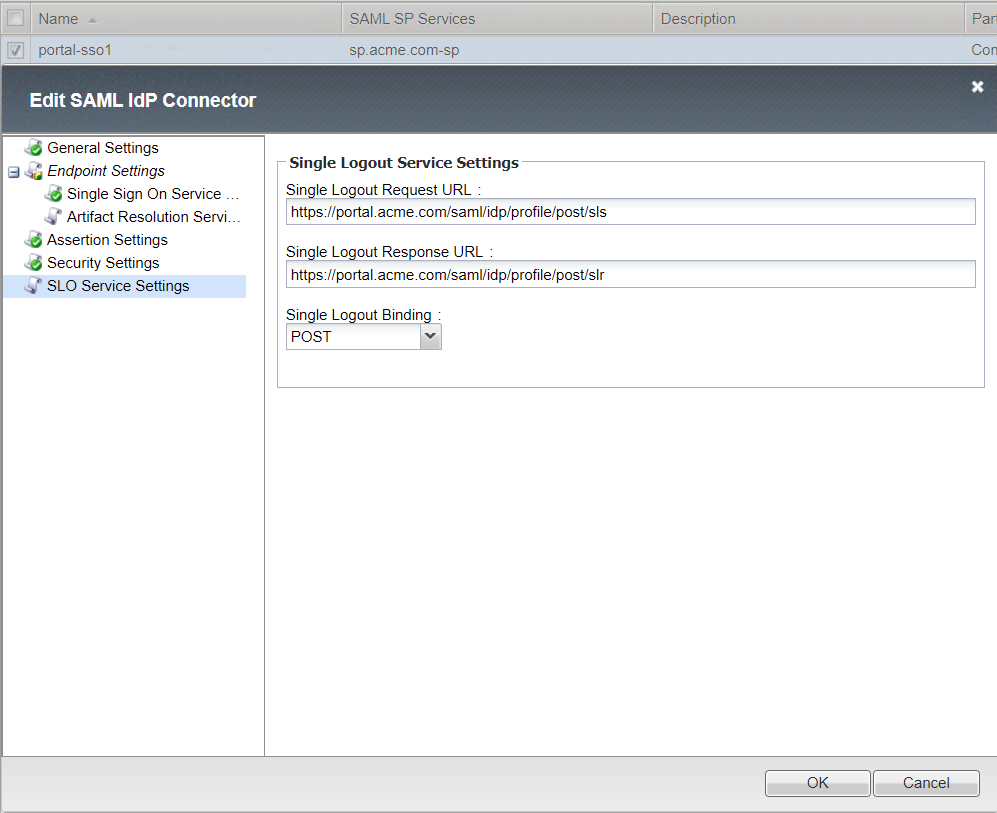 Name SAML SP Services Description Par
portal-sso1 sp.acme.com-sp Con
Edit SAML IdP Connector
General Settings
Endpoint Settings
Single Sign On Service ...
Artifact Resolution Servi...
Assertion Settings
Security Settings
SLO Service Settings
Single Logout Service Settings
Single Logout Request URL :
https://portal.acme.com/saml/idp/profile/post/sls
Single Logout Response URL :
https://portal.acme.com/saml/idp/profile/post/slr
Single Logout Binding :
POST
OK Cancel